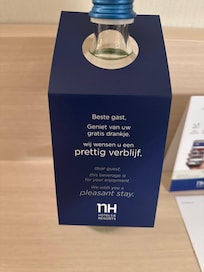 Beste gast.
Geniet van uw
gratis drankje.
wij wensen u een
prettig verblijf.
dear guest.
this beverage is
for your enjoyment.
We wish you a
pleasant stay.
nH
HOTELS &
RESORTS